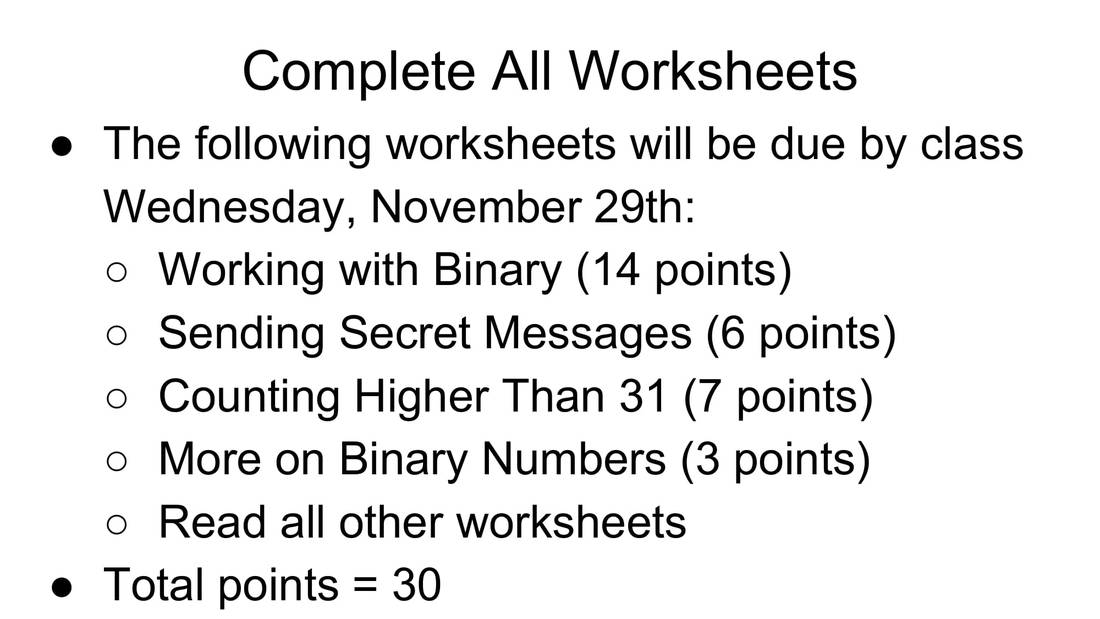 Complete All Worksheets
● The following worksheets will be due by class
Wednesday, November 29th:
○ Working with Binary (14 points)
○ Sending Secret Messages (6 points)
○ Counting Higher Than 31 (7 points)
○ More on Binary Numbers (3 points)
○ Read all other worksheets
● Total points = 30